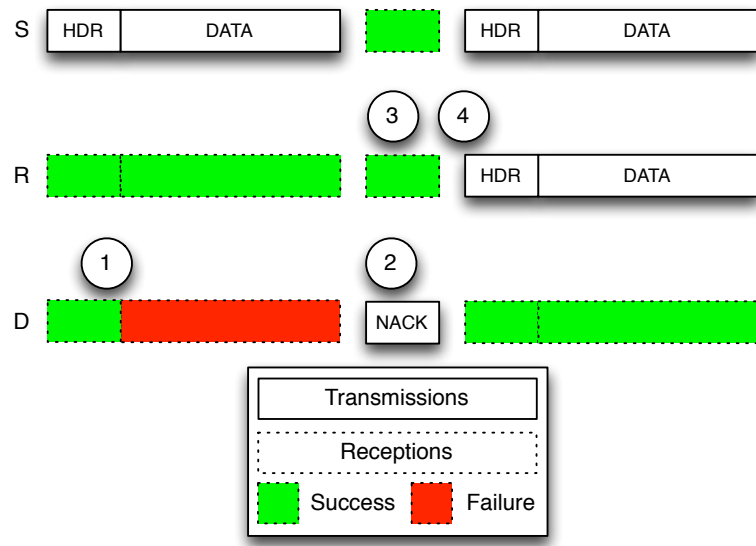 S HDR DATA HDR DATA
3 4
R HDR DATA
1 2
D NACK
Transmissions
Receptions
Success Failure